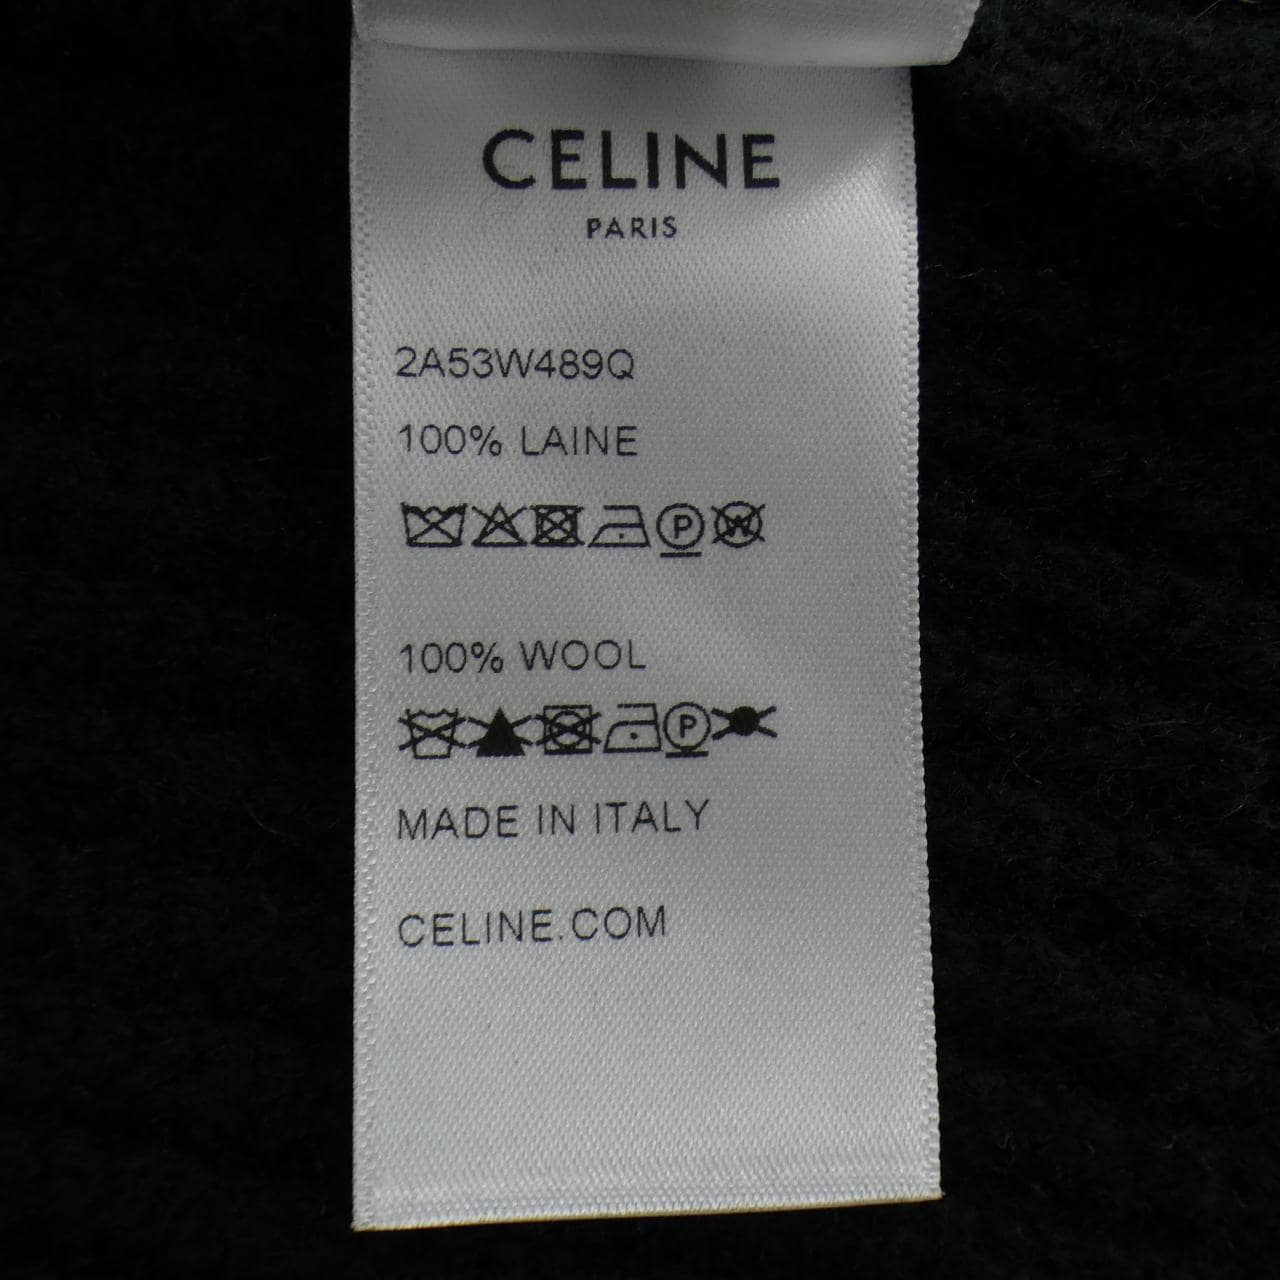 CELINE
PARIS
2A53W489Q
100% LAINE
P W
100% WOOL
P
MADE IN ITALY
CELINE.COM